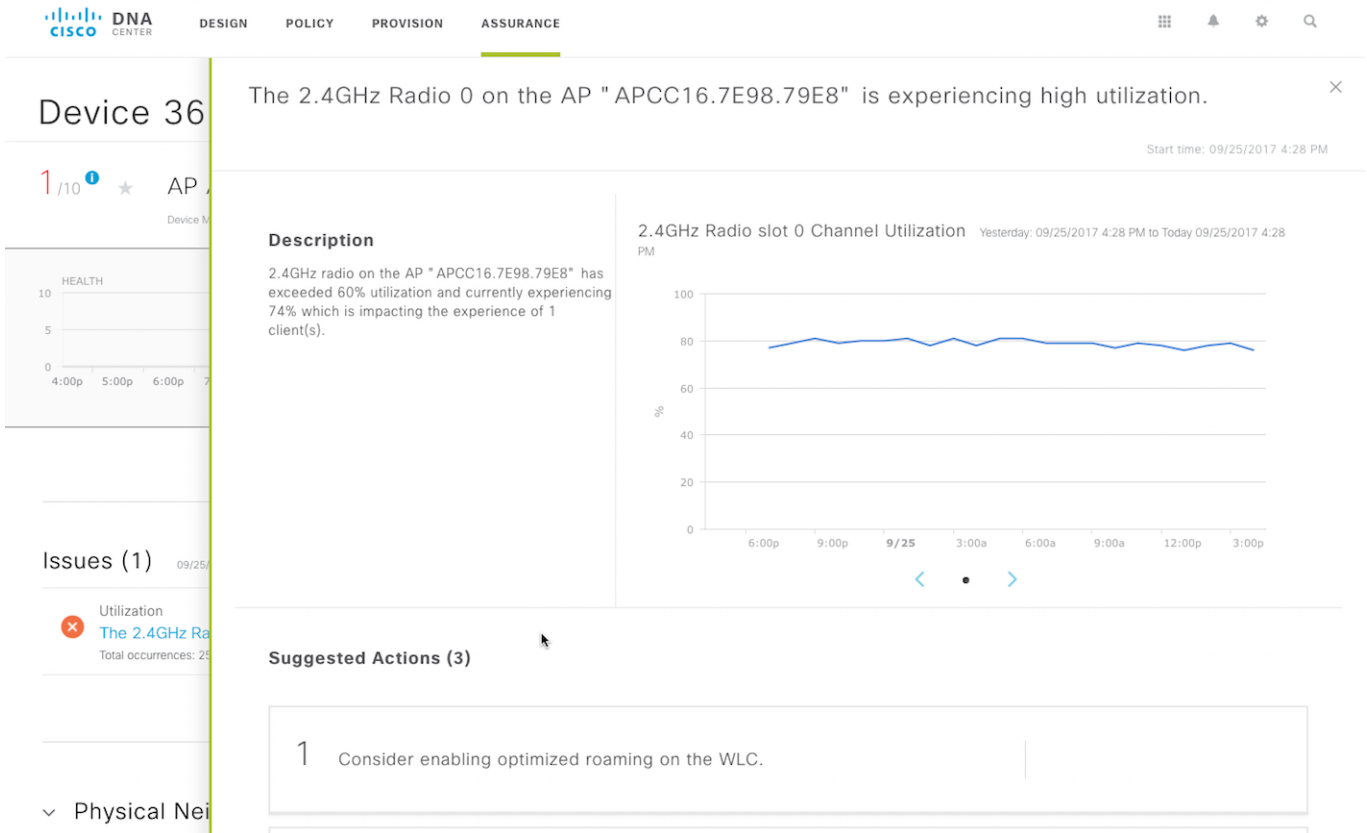 CISCO DNA CENTER
DESIGN POLICY PROVISION ASSURANCE
Device 36
1/10
AP
Device M
HEALTH
10
5
0
4:00p 5:00p 6:00p 7
Issues (1) 09/25/
Utilization
The 2.4GHz Ra
Total occurrences: 25
Physical Nei
The 2.4GHz Radio 0 on the AP "APCC16.7E98.79E8" is experiencing high utilization.
Start time: 09/25/2017 4:28 PM
Description
2.4GHz radio on the AP "APCC16.7E98.79E8" has
exceeded 60% utilization and currently experiencing
74% which is impacting the experience of 1
client(s).
2.4GHz Radio slot 0 Channel Utilization Yesterday: 09/25/2017 4:28 PM to Today 09/25/2017 4:28
PM
100
80
60
%
40
20
0
6:00p 9:00p 9/25 3:00a 6:00a 9:00a 12:00p 3:00p
Suggested Actions (3)
1 Consider enabling optimized roaming on the WLC.